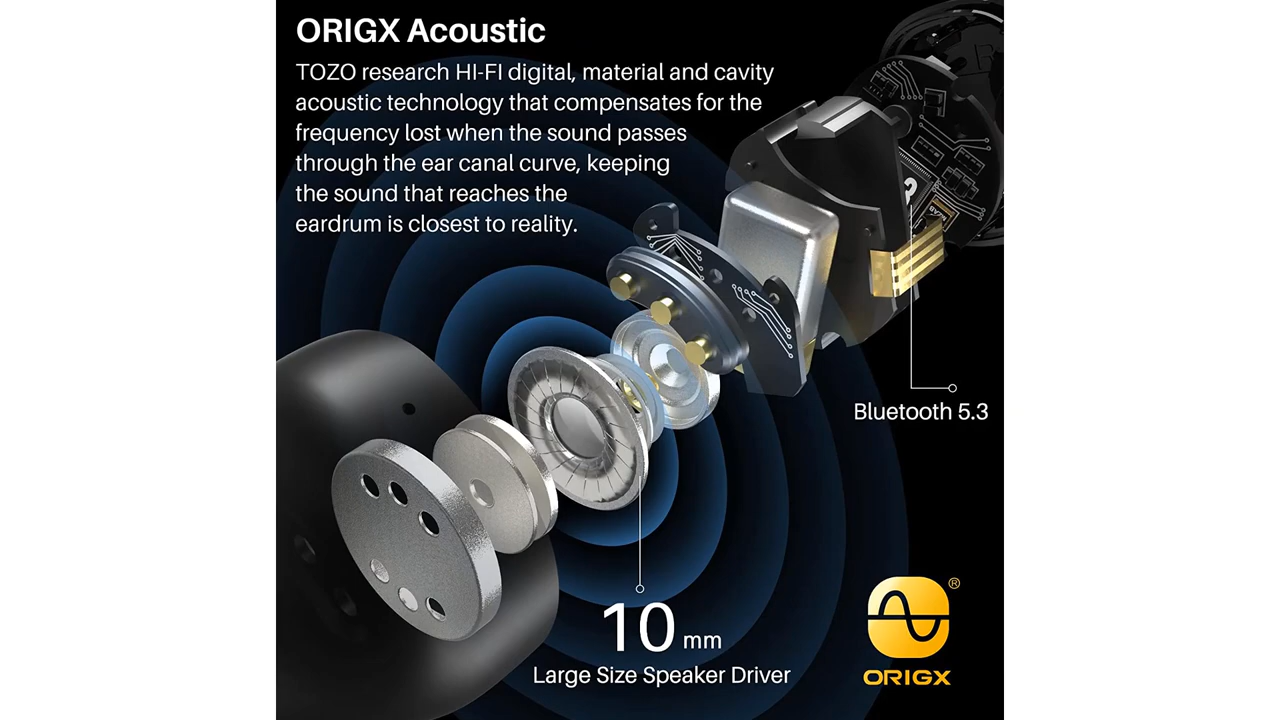 ORIGX Acoustic
TOZO research HI-FI digital, material and cavity
acoustic technology that compensates for the
frequency lost when the sound passes
through the ear canal curve, keeping
the sound that reaches the
eardrum is closest to reality.
Bluetooth 5.3
10 mm
Large Size Speaker Driver
®
ORIGX